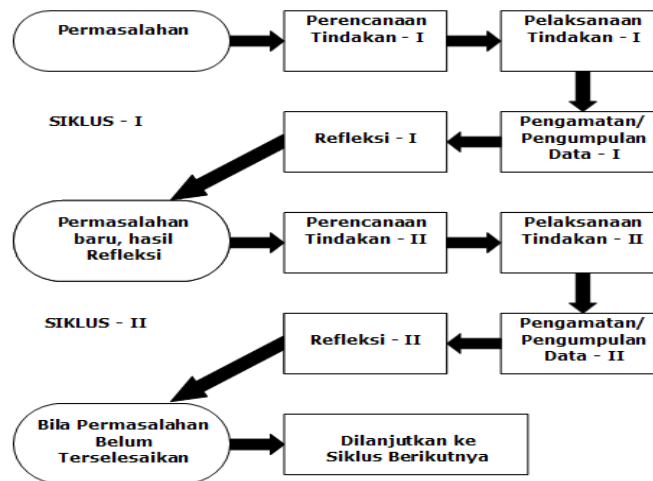 Permasalahan
Perencanaan
Tindakan - I
Pelaksanaan
Tindakan - I
SIKLUS - I
Refleksi - I
Pengamatan/
Pengumpulan
Data - I
Permasalahan
baru, hasil
Refleksi
Perencanaan
Tindakan - II
Pelaksanaan
Tindakan - II
SIKLUS - II
Refleksi - II
Pengamatan/
Pengumpulan
Data - II
Bila Permasalahan
Belum
Terselesaikan
Dilanjutkan ke
Siklus Berikutnya